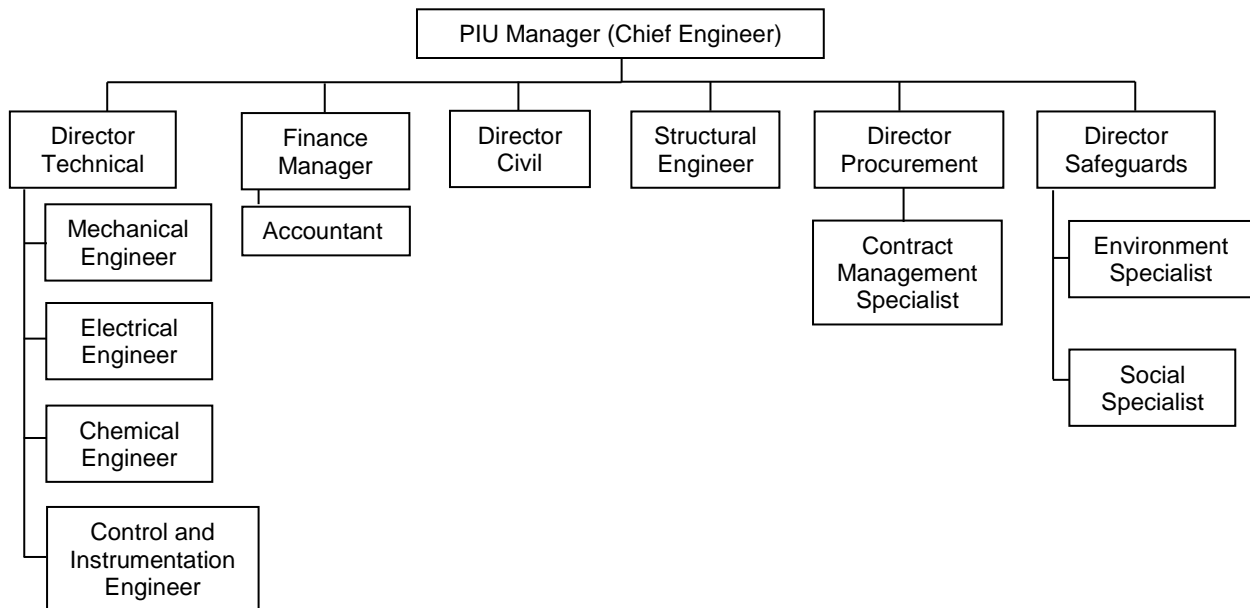 PIU Manager (Chief Engineer)
Director
Technical
Finance
Manager
Director
Civil
Structural
Engineer
Director
Procurement
Director
Safeguards
Mechanical
Engineer
Electrical
Engineer
Chemical
Engineer
Control and
Instrumentation
Engineer
Accountant
Contract
Management
Specialist
Environment
Specialist
Social
Specialist